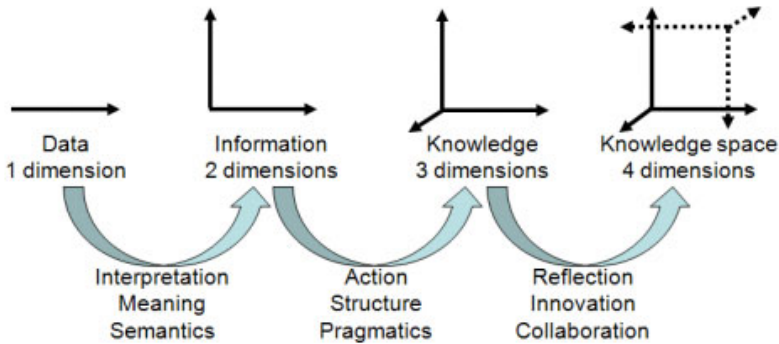 Data
1 dimension
Information
2 dimensions
Knowledge
3 dimensions
Knowledge space
4 dimensions
Interpretation
Meaning
Semantics
Action
Structure
Pragmatics
Reflection
Innovation
Collaboration